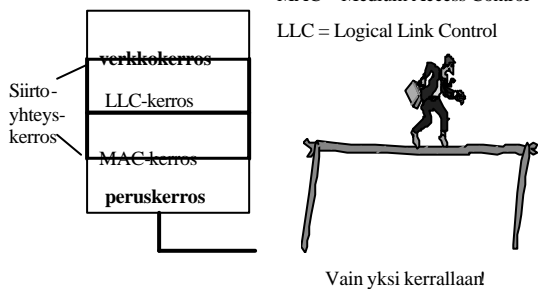 LLC = Logical Link Control
verkkokerros
Siirto-
yhteys-
kerros
LLC-kerros
MAC-kerros
peruskerros
Vain yksi kerrallaan!